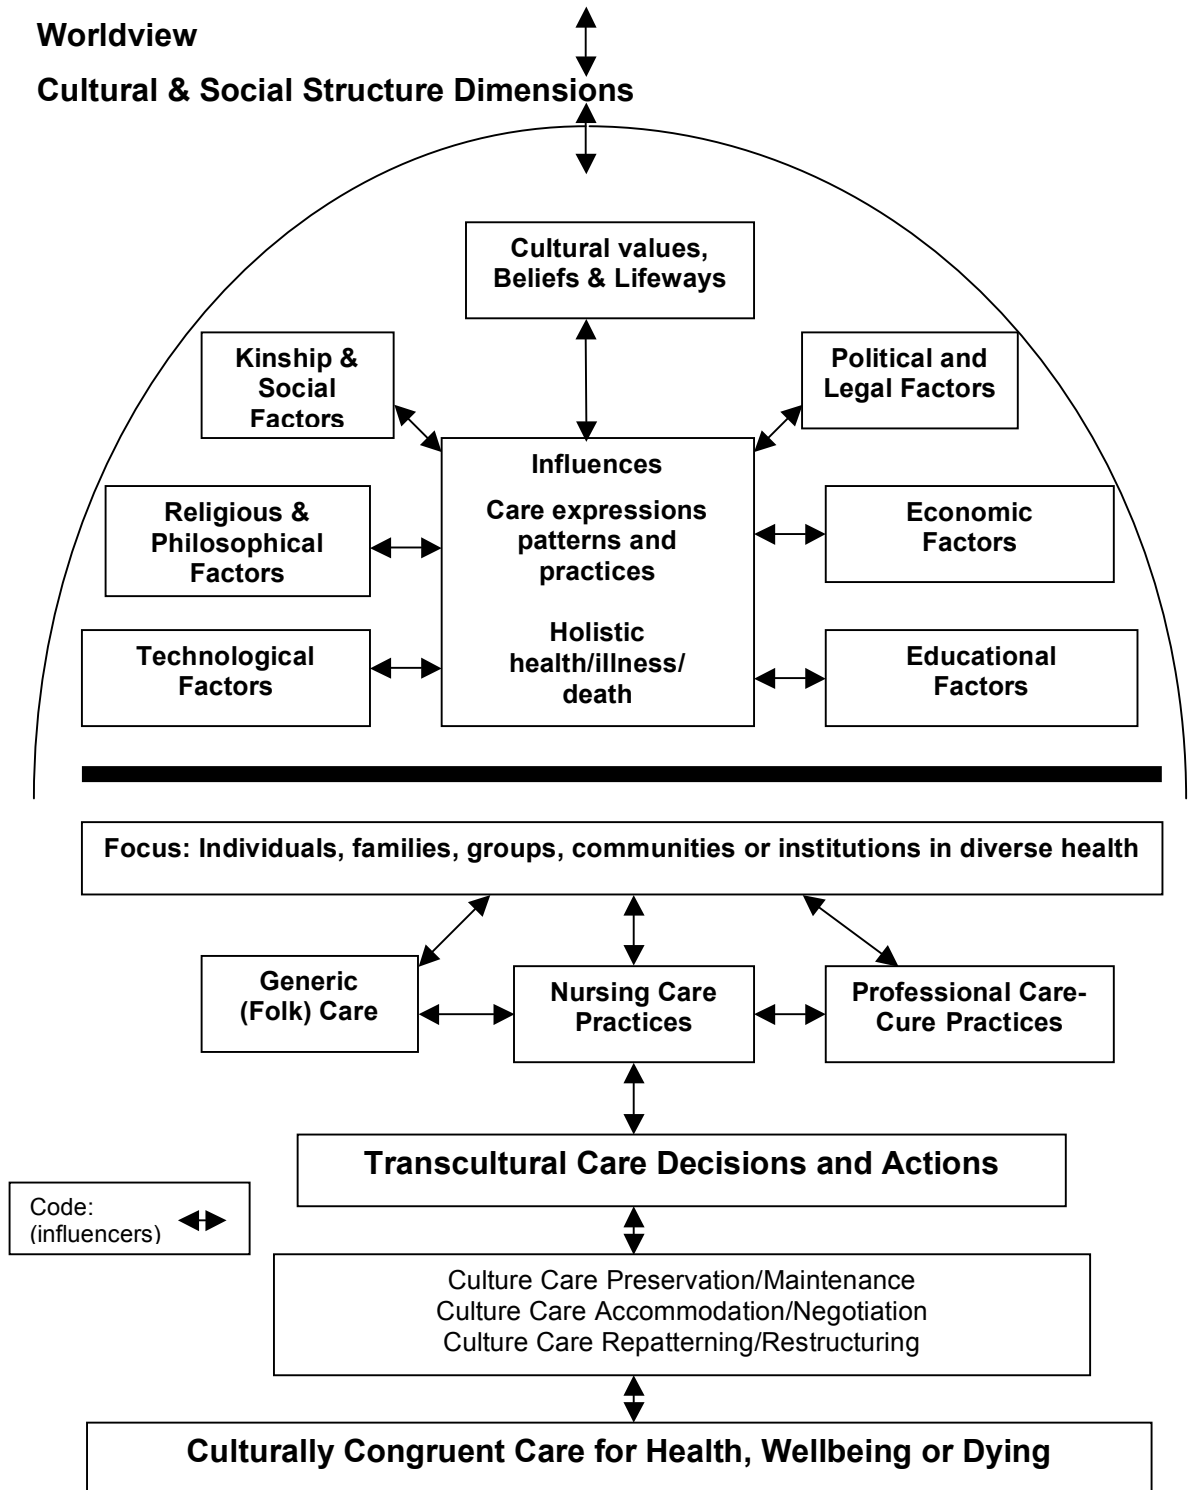 Worldview
Cultural & Social Structure Dimensions
Cultural values,
Beliefs & Lifeways
Kinship &
Social
Factors
Political and
Legal Factors
Influences
Care expressions
patterns and
practices
Holistic
health/illness/
death
Religious &
Philosophical
Factors
Economic
Factors
Technological
Factors
Educational
Factors
Focus: Individuals, families, groups, communities or institutions in diverse health
Generic
(Folk) Care
Nursing Care
Practices
Professional Care-
Cure Practices
Transcultural Care Decisions and Actions
Code:
(influencers)
Culture Care Preservation/Maintenance
Culture Care Accommodation/Negotiation
Culture Care Repatterning/Restructuring
Culturally Congruent Care for Health, Wellbeing or Dying